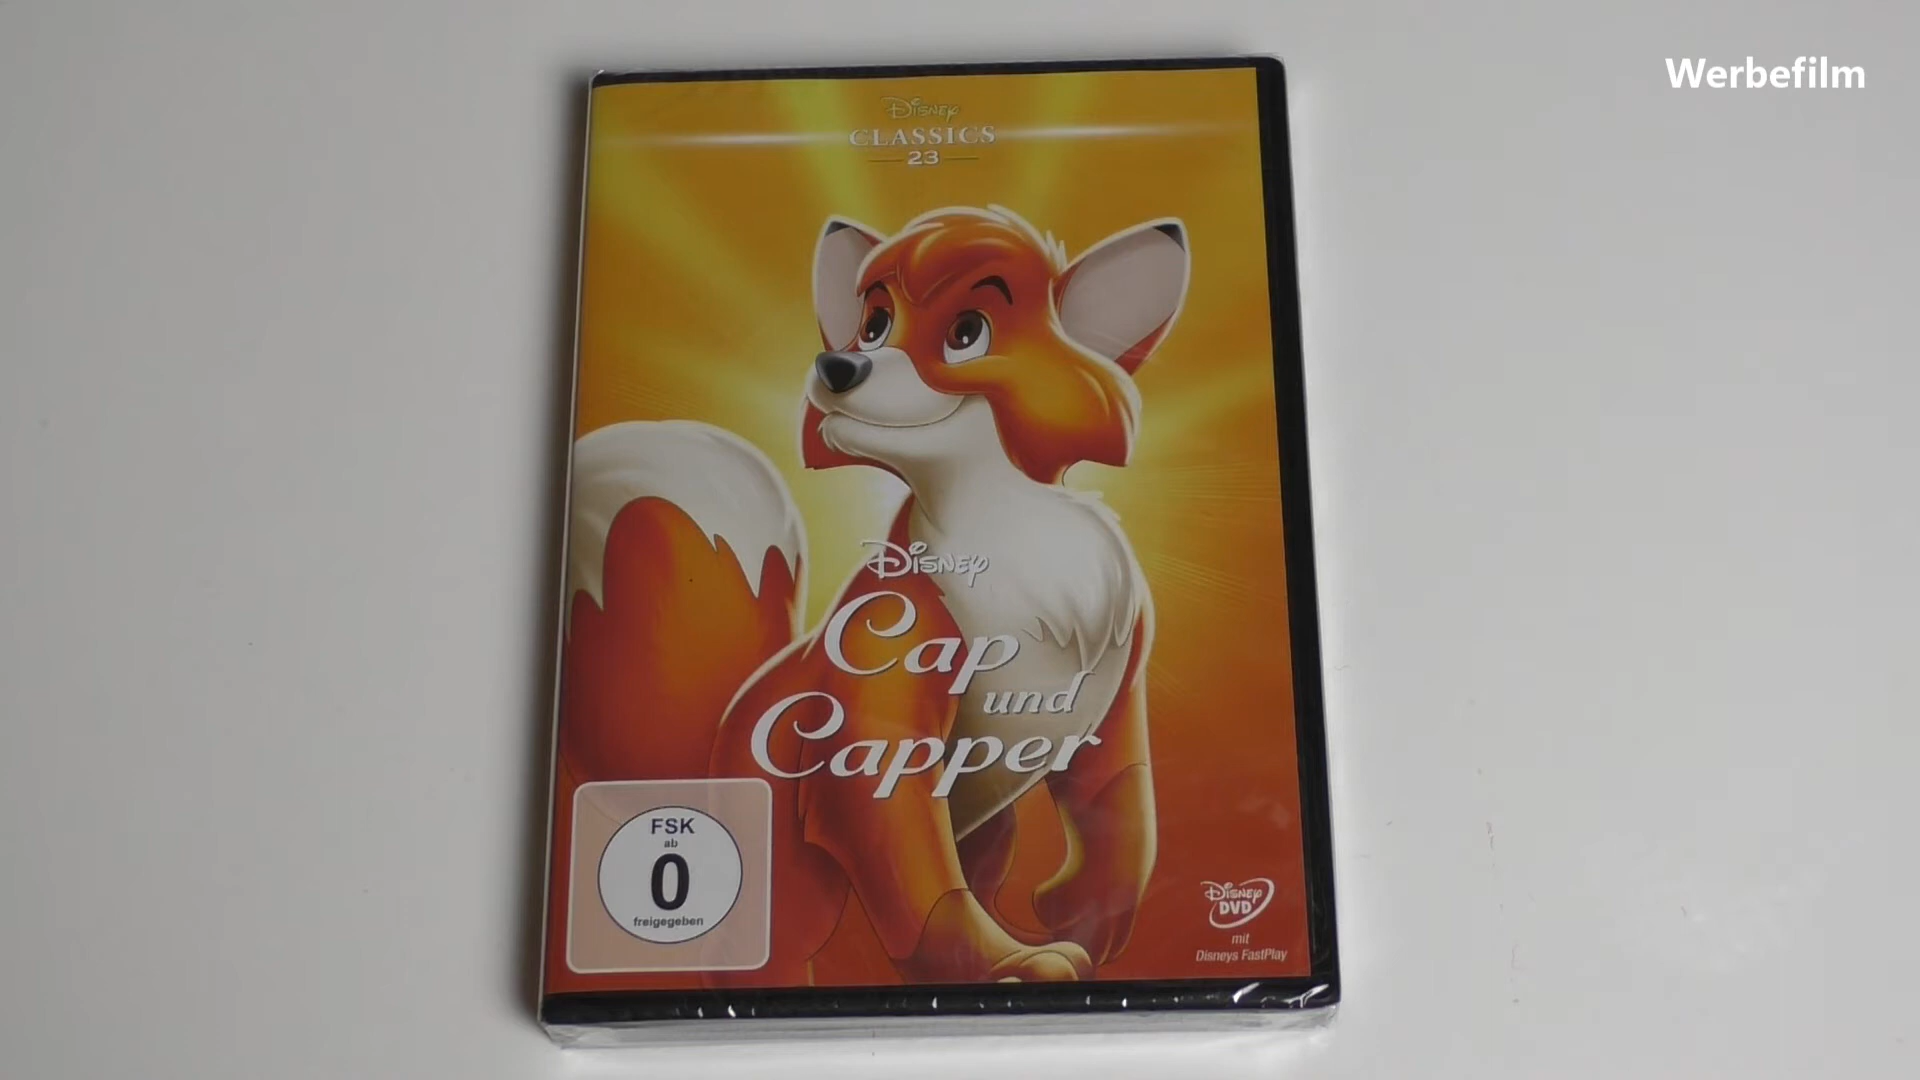 Werbefilm
Disney
CLASSICS
23
Disney
Cap
und
Capper
FSK
ab
0
freigegeben
Disney
DVD
mit
Disneys FastPlay